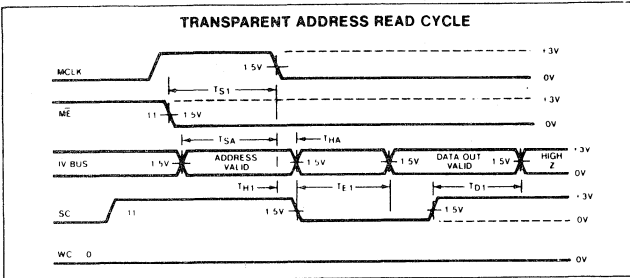 TRANSPARENT ADDRESS READ CYCLE
+3V
MCLK
1 5V
0V
TS1
+3V
M̅E̅
11
1 5V
0V
TSA
THA
+3V
IV BUS
1 5V
ADDRESS VALID
1 5V
1 5V
DATA OUT VALID
1 5V
HIGH Z
0V
TH1
TE1
TD1
+3V
SC
11
1 5V
1 5V
0V
WC 0
0V